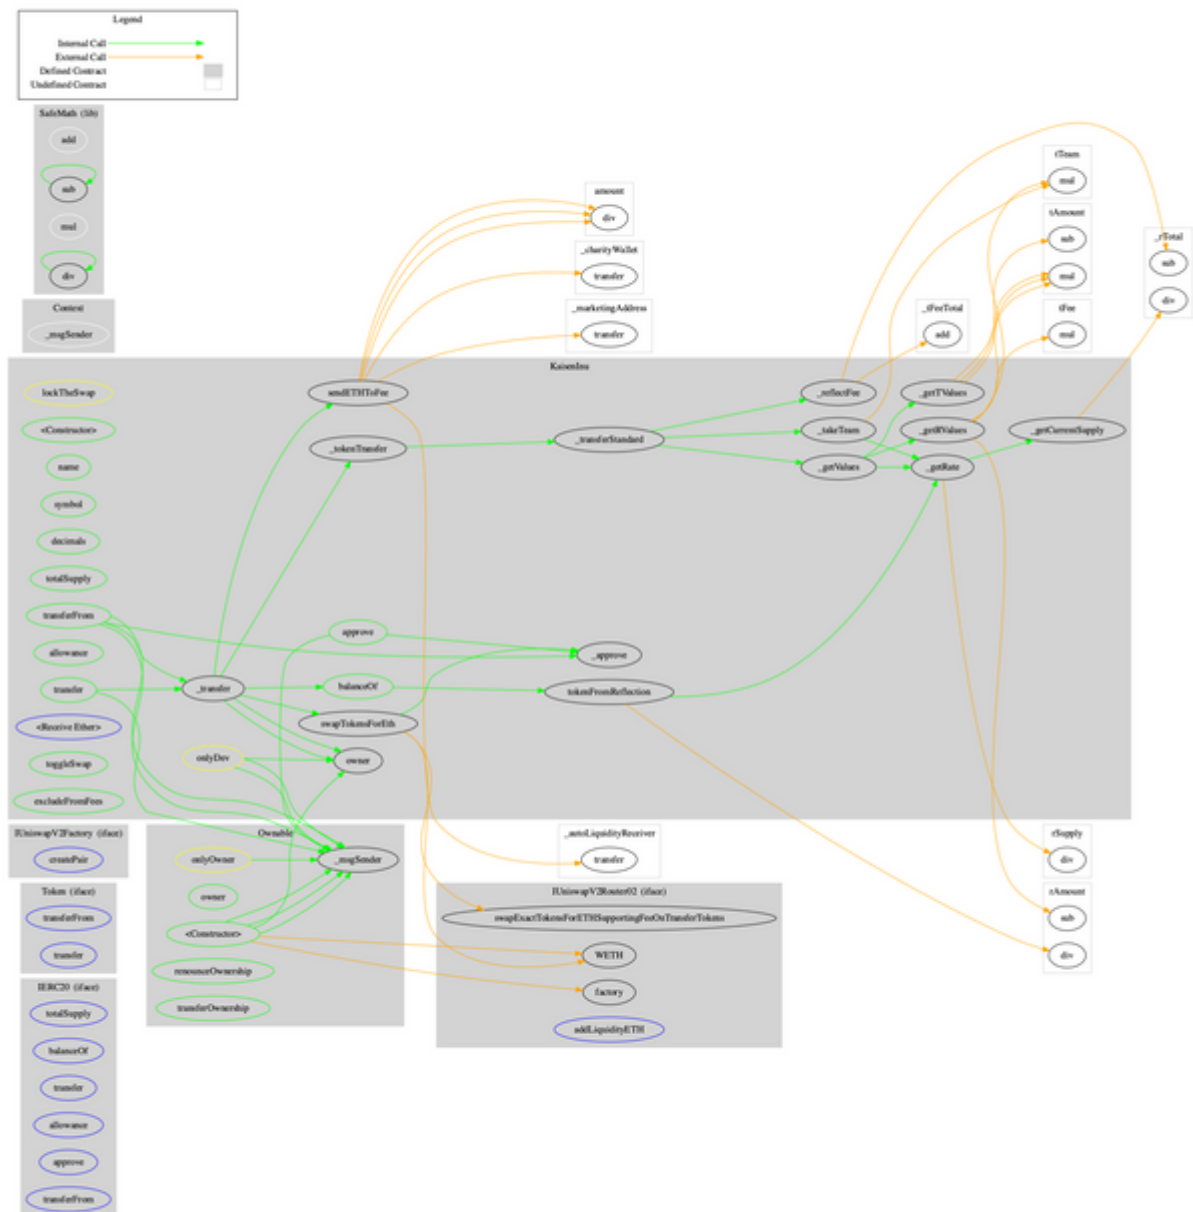 Legend
Internal Call
External Call
Defined Contract
Undefined Contract
SafeMath (lib)
add
sub
mul
div
Context
_msgSender
amount
div
_charityWallet
transfer
_marketingAddress
transfer
_tFeeTotal
add
tTeam
mul
tAmount
sub
mul
tFee
mul
_rTotal
sub
div
KaisenInu
lockTheSwap
<Constructor>
name
symbol
decimals
totalSupply
transferFrom
allowance
transfer
<Receive Ether>
toggleSwap
excludeFromFees
_transfer
onlyDev
sendETHToFee
_tokenTransfer
approve
balanceOf
swapTokensForEth
owner
_transferStandard
_approve
tokenFromReflection
_reflectFee
_takeTeam
_getValues
_getTValues
_getRValues
_getRate
_getCurrentSupply
IUniswapV2Factory (iface)
createPair
Token (iface)
transferFrom
transfer
IERC20 (iface)
totalSupply
balanceOf
transfer
allowance
approve
transferFrom
Ownable
onlyOwner
owner
<Constructor>
renounceOwnership
transferOwnership
_msgSender
_autoLiquidityReceiver
transfer
IUniswapV2Router02 (iface)
swapExactTokensForETHSupportingFeeOnTransferTokens
WETH
factory
addLiquidityETH
rSupply
div
rAmount
sub
div